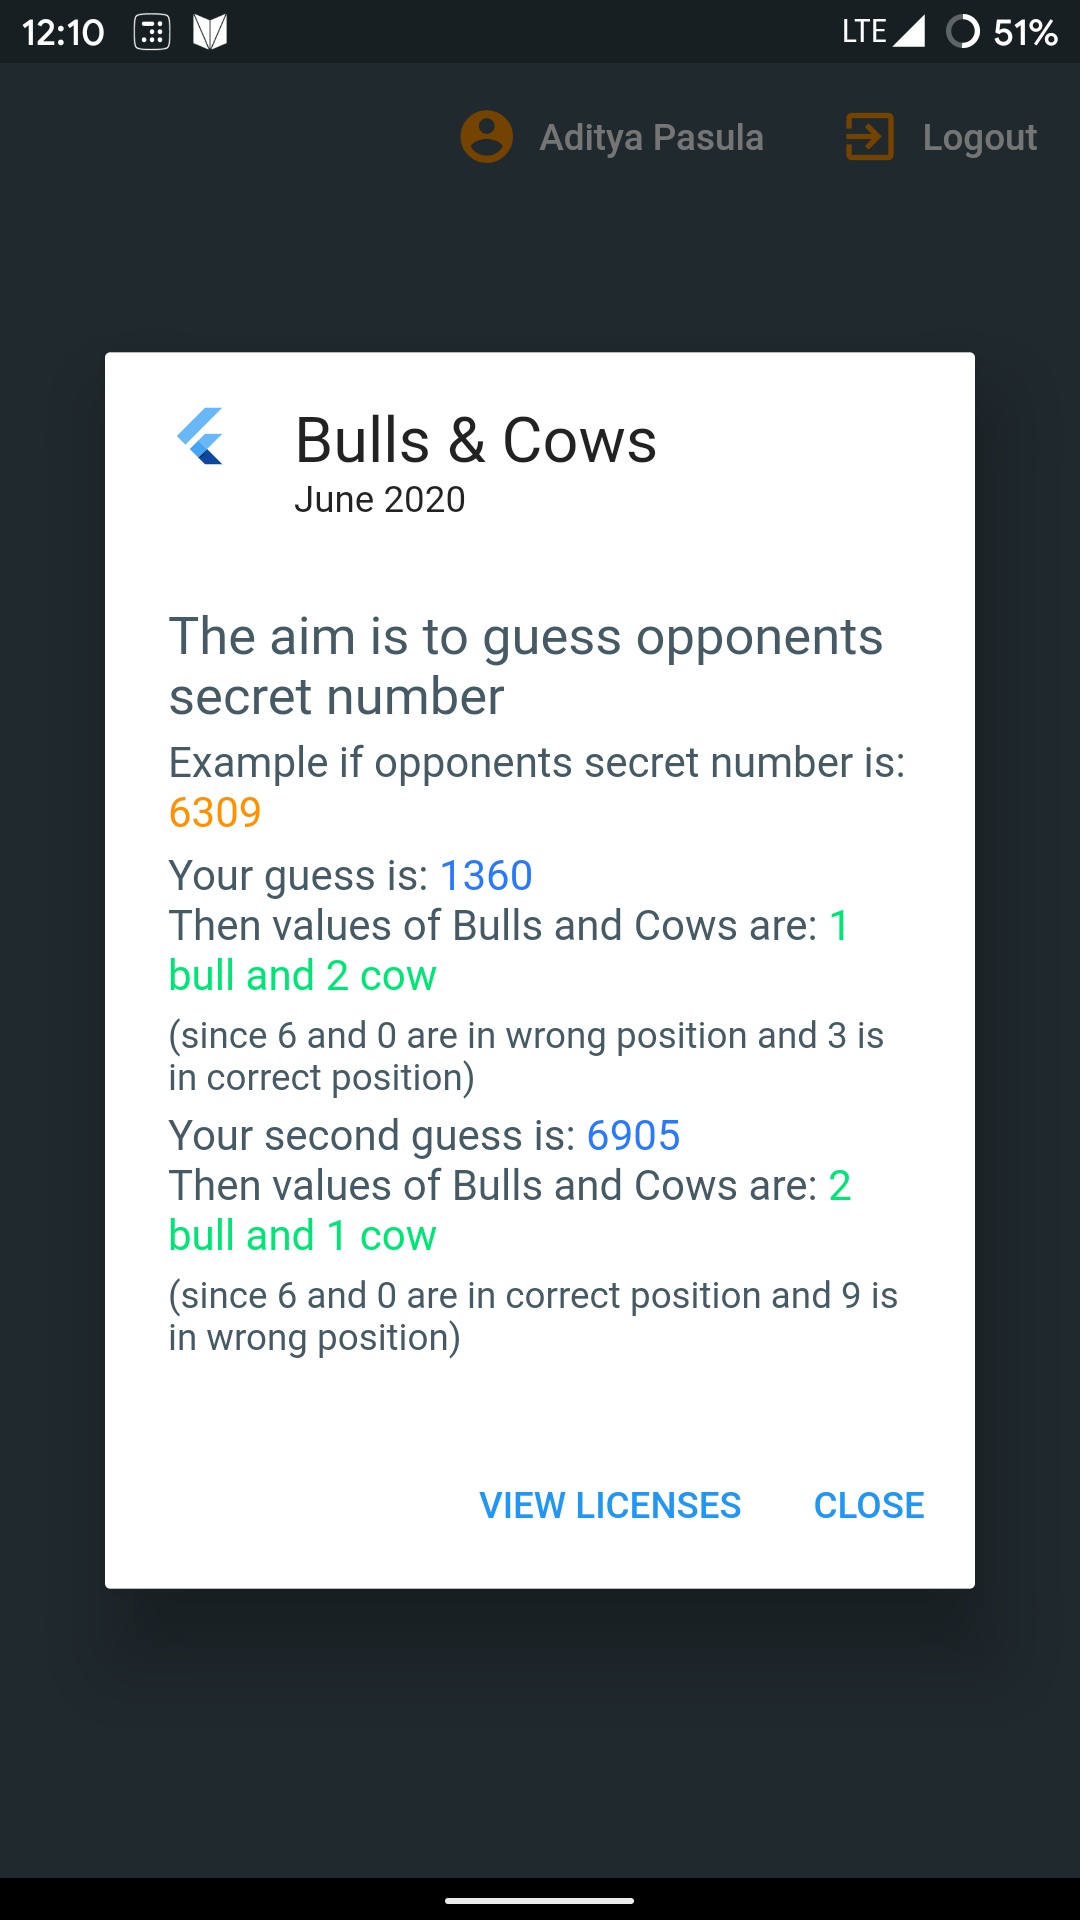 12:10 LTE 51%
Aditya Pasula Logout
Bulls & Cows
June 2020
The aim is to guess opponents
secret number
Example if opponents secret number is:
6309
Your guess is: 1360
Then values of Bulls and Cows are: 1
bull and 2 cow
(since 6 and 0 are in wrong position and 3 is
in correct position)
Your second guess is: 6905
Then values of Bulls and Cows are: 2
bull and 1 cow
(since 6 and 0 are in correct position and 9 is
in wrong position)
VIEW LICENSES CLOSE